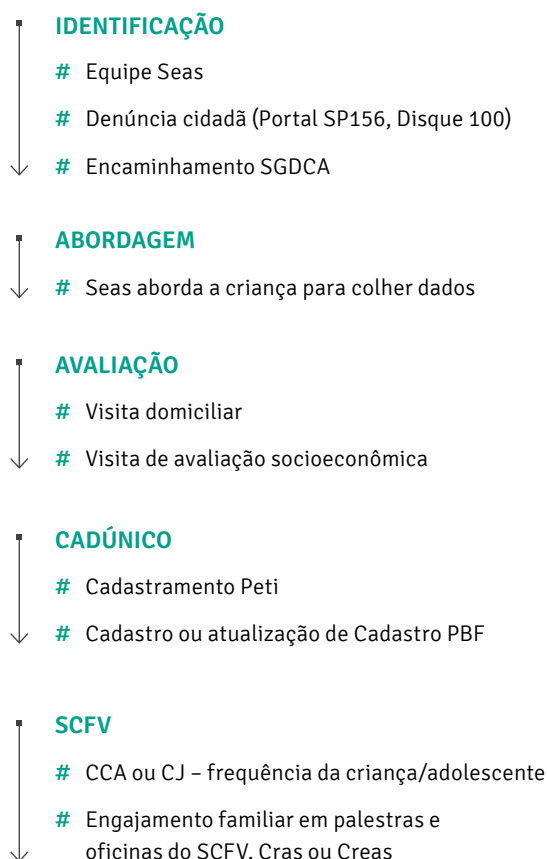 IDENTIFICAÇÃO
# Equipe Seas
# Denúncia cidadã (Portal SP156, Disque 100)
# Encaminhamento SGDCA
ABORDAGEM
# Seas aborda a criança para colher dados
AVALIAÇÃO
# Visita domiciliar
# Visita de avaliação socioeconômica
CADÚNICO
# Cadastramento Peti
# Cadastro ou atualização de Cadastro PBF
SCFV
# CCA ou CJ – frequência da criança/adolescente
# Engajamento familiar em palestras e
oficinas do SCFV, Cras ou Creas